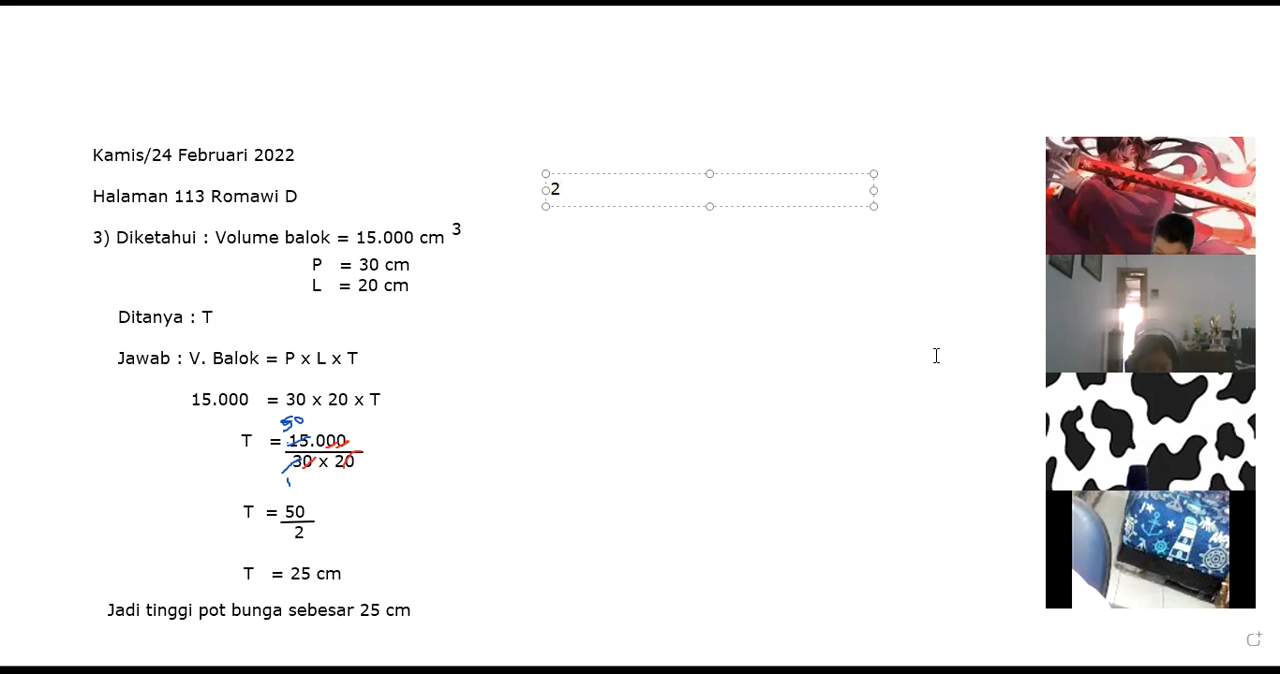 Kamis/24 Februari 2022
Halaman 113 Romawi D
3) Diketahui : Volume balok = 15.000 cm 3
P = 30 cm
L = 20 cm
Ditanya : T
Jawab : V. Balok = P x L x T
15.000 = 30 x 20 x T
50
T = 15.000
30 x 20
1
T = 50
2
T = 25 cm
Jadi tinggi pot bunga sebesar 25 cm
2